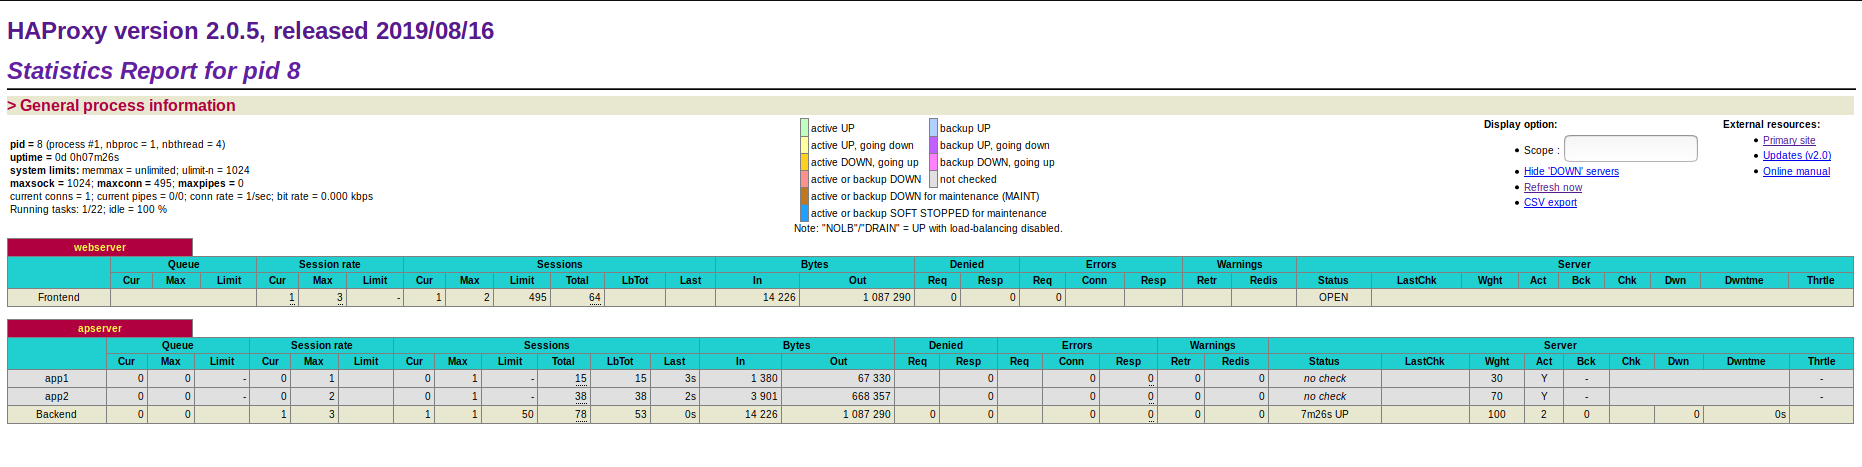 HAProxy version 2.0.5, released 2019/08/16
Statistics Report for pid 8
> General process information
pid = 8 (process #1, nbproc = 1, nbthread = 4)
uptime = 0d 0h07m26s
system limits: memmax = unlimited; ulimit-n = 1024
maxsock = 1024; maxconn = 495; maxpipes = 0
current conns = 1; current pipes = 0/0; conn rate = 1/sec; bit rate = 0.000 kbps
Running tasks: 1/22; idle = 100 %
active UP backup UP
active UP, going down backup UP, going down
active DOWN, going up backup DOWN, going up
active or backup DOWN not checked
active or backup DOWN for maintenance (MAINT)
active or backup SOFT STOPPED for maintenance
Note: "NOLB"/"DRAIN" = UP with load-balancing disabled.
Display option:
Scope :
Hide 'DOWN' servers
Refresh now
CSV export
External resources:
Primary site
Updates (v2.0)
Online manual
webserver
Queue Session rate Sessions Bytes Denied Errors Warnings Server
Cur Max Limit Cur Max Limit Cur Max Limit Total LbTot Last In Out Req Resp Req Conn Resp Retr Redis Status LastChk Wght Act Bck Chk Dwn Dwntme Thrtle
Frontend 1 3 - 1 2 495 64 14 226 1 087 290 0 0 0 OPEN
apserver
Queue Session rate Sessions Bytes Denied Errors Warnings Server
Cur Max Limit Cur Max Limit Cur Max Limit Total LbTot Last In Out Req Resp Req Conn Resp Retr Redis Status LastChk Wght Act Bck Chk Dwn Dwntme Thrtle
app1 0 0 - 0 1 0 1 - 15 15 3s 1 380 67 330 0 0 0 0 0 no check 30 Y - -
app2 0 0 - 0 2 0 1 - 38 38 2s 3 901 668 357 0 0 0 0 0 no check 70 Y - -
Backend 0 0 1 3 1 1 50 78 53 0s 14 226 1 087 290 0 0 0 0 0 0 7m26s UP 100 2 0 0 0s